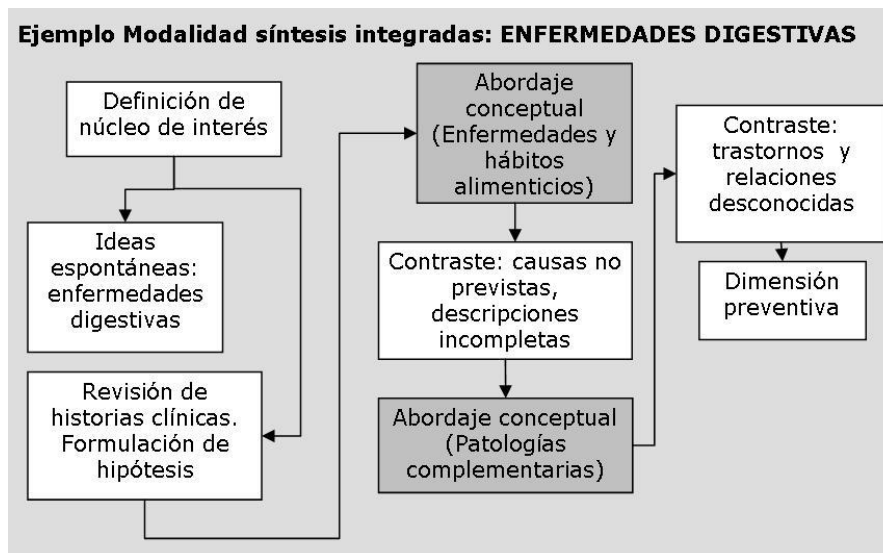 Ejemplo Modalidad síntesis integradas: ENFERMEDADES DIGESTIVAS
Definición de
núcleo de interés
Ideas
espontáneas:
enfermedades
digestivas
Revisión de
historias clínicas.
Formulación de
hipótesis
Abordaje
conceptual
(Enfermedades y
hábitos
alimenticios)
Contraste: causas no
previstas,
descripciones
incompletas
Abordaje conceptual
(Patologías
complementarias)
Contraste:
trastornos y
relaciones
desconocidas
Dimensión
preventiva